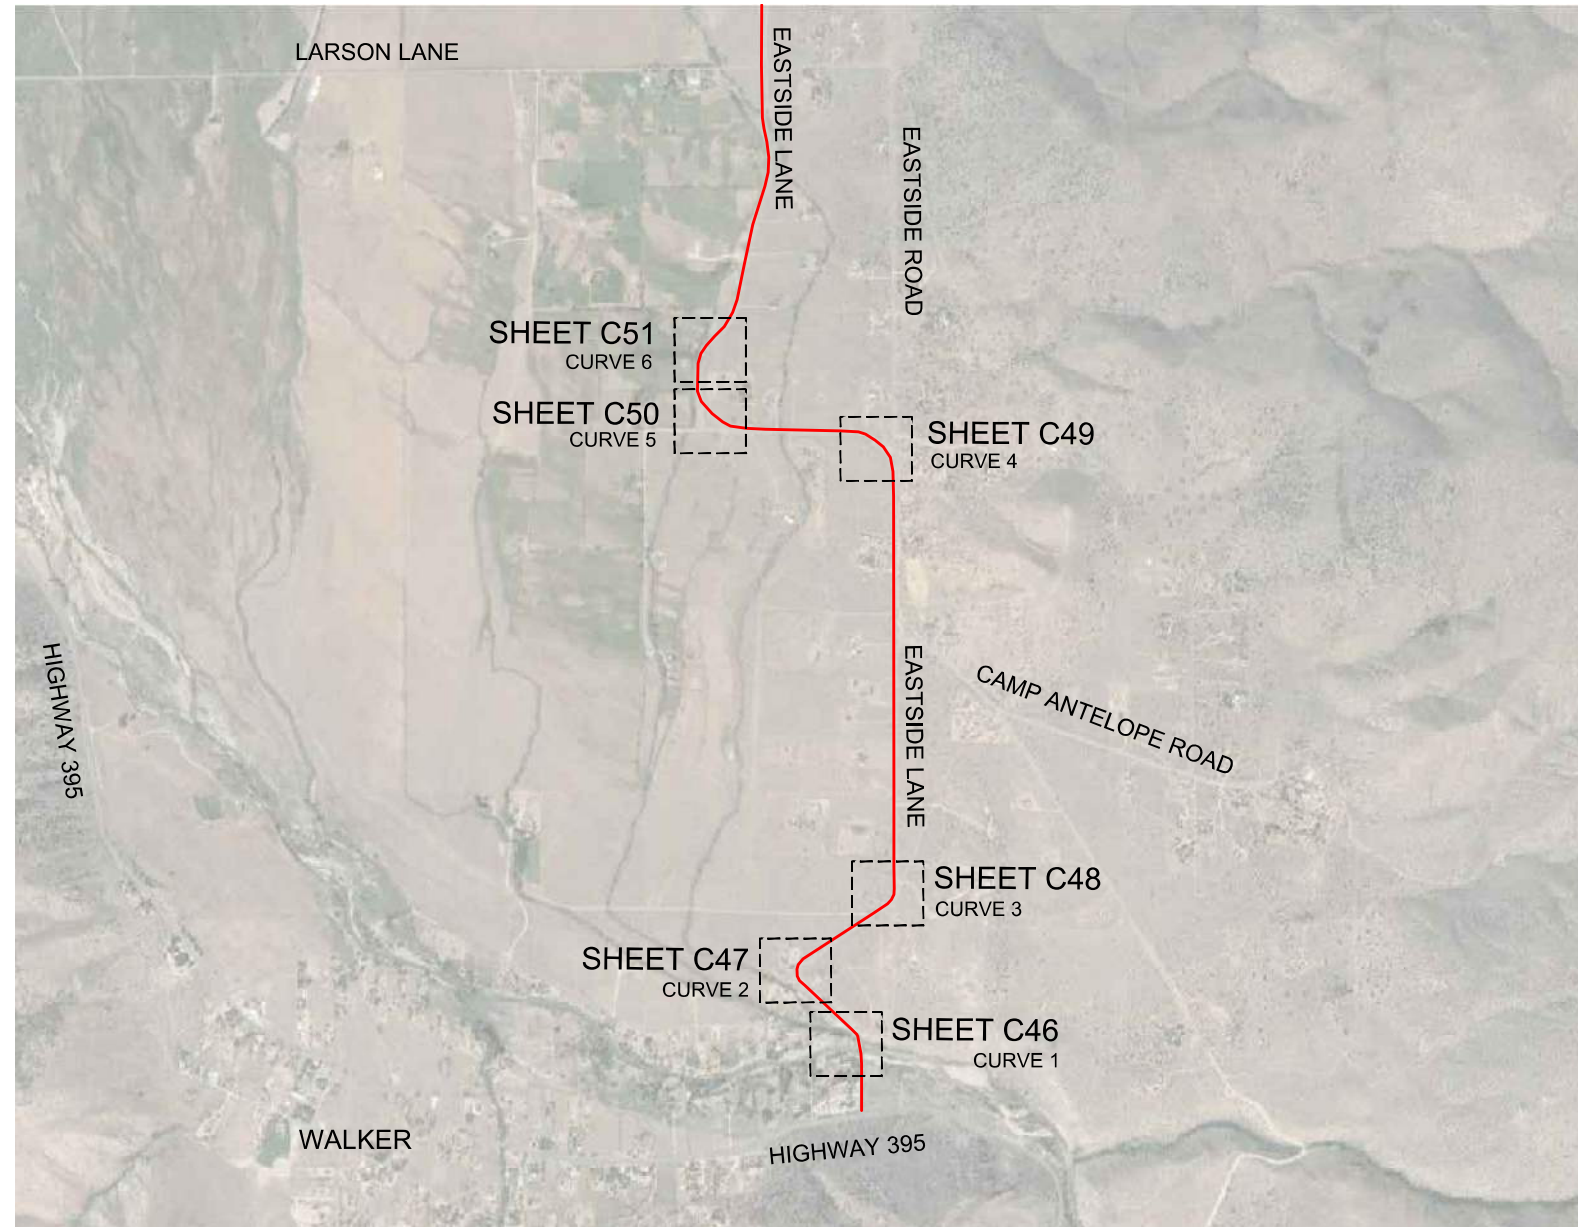 LARSON LANE
EASTSIDE LANE
EASTSIDE ROAD
SHEET C51
CURVE 6
SHEET C50
CURVE 5
SHEET C49
CURVE 4
HIGHWAY 395
EASTSIDE LANE
CAMP ANTELOPE ROAD
SHEET C48
CURVE 3
SHEET C47
CURVE 2
SHEET C46
CURVE 1
WALKER
HIGHWAY 395